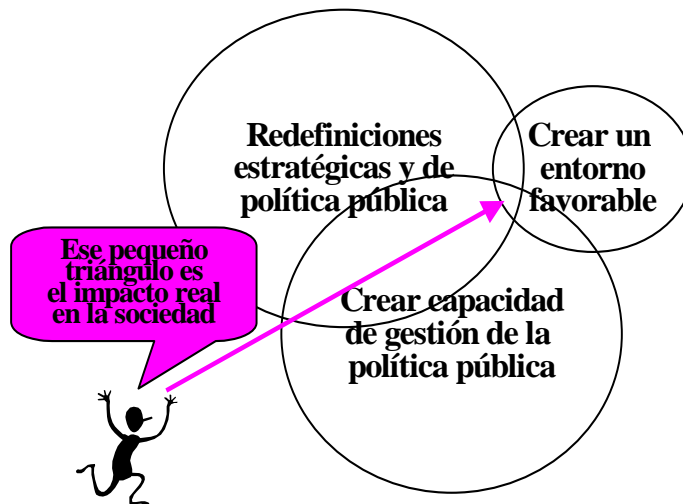 Redefiniciones
estratégicas y de
política pública
Crear un
entorno
favorable
Ese pequeño
triángulo es
el impacto real
en la sociedad
Crear capacidad
de gestión de la
política pública